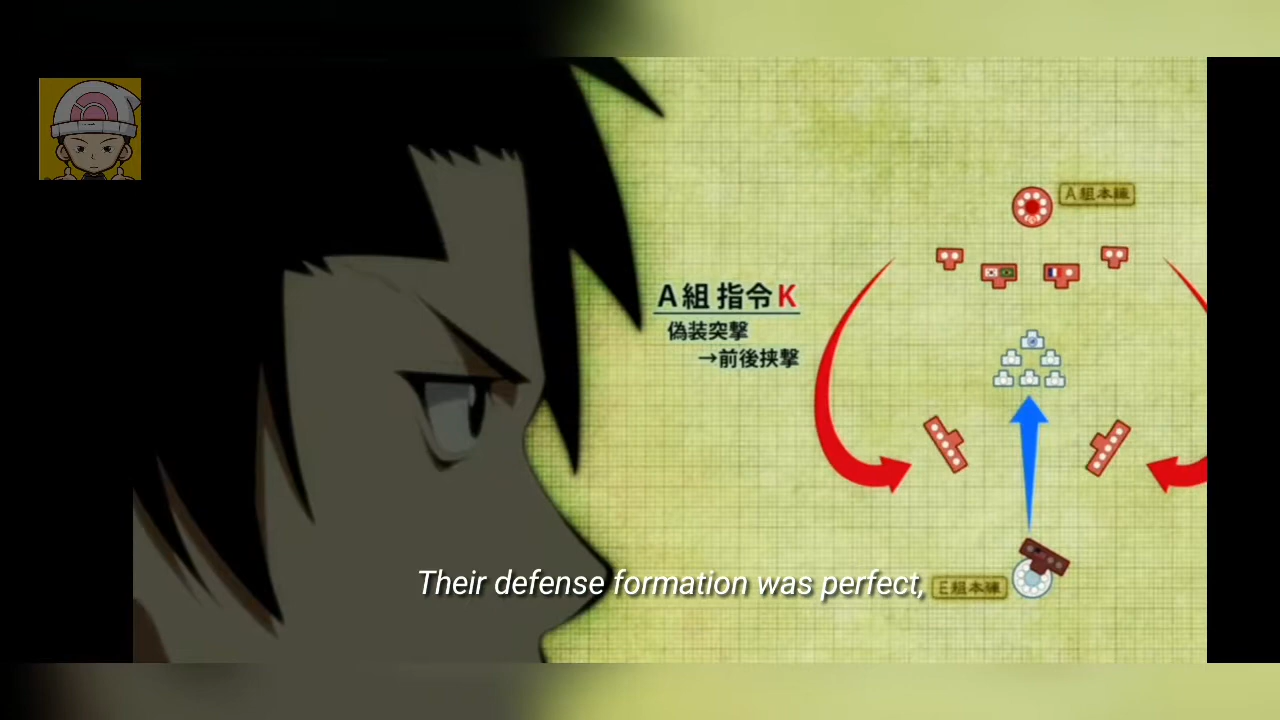 A組本陣
A組 指令K
偽装突撃
→前後挟撃
Their defense formation was perfect,
E組本陣